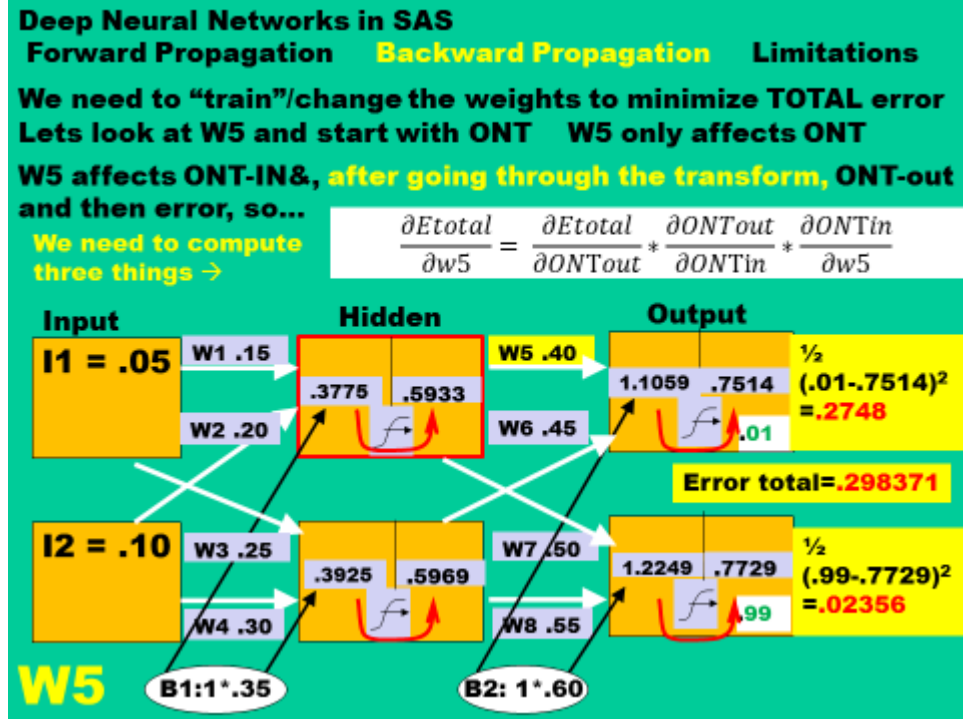 Deep Neural Networks in SAS
Forward Propagation Backward Propagation Limitations
We need to “train”/change the weights to minimize TOTAL error
Lets look at W5 and start with ONT W5 only affects ONT
W5 affects ONT-IN&, after going through the transform, ONT-out
and then error, so...
We need to compute
three things →
∂Etotal/∂w5 = ∂Etotal/∂ONTout * ∂ONTout/∂ONTin * ∂ONTin/∂w5
Input Hidden Output
I1 = .05
W1 .15
W2 .20
.3775 .5933
W5 .40
W6 .45
1.1059 .7514
.01
½
(.01-.7514)²
=.2748
Error total=.298371
I2 = .10
W3 .25
W4 .30
.3925 .5969
W7 .50
W8 .55
1.2249 .7729
.99
½
(.99-.7729)²
=.02356
W5
B1:1*.35
B2: 1*.60